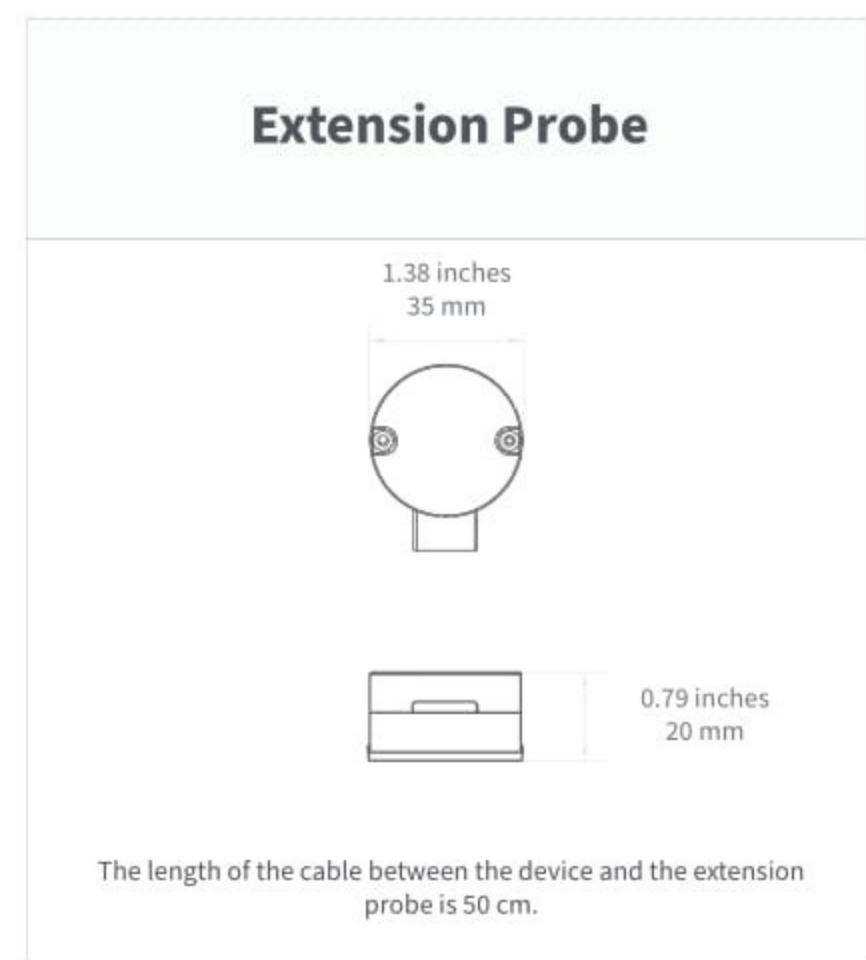 Extension Probe
1.38 inches
35 mm
0.79 inches
20 mm
The length of the cable between the device and the extension
probe is 50 cm.